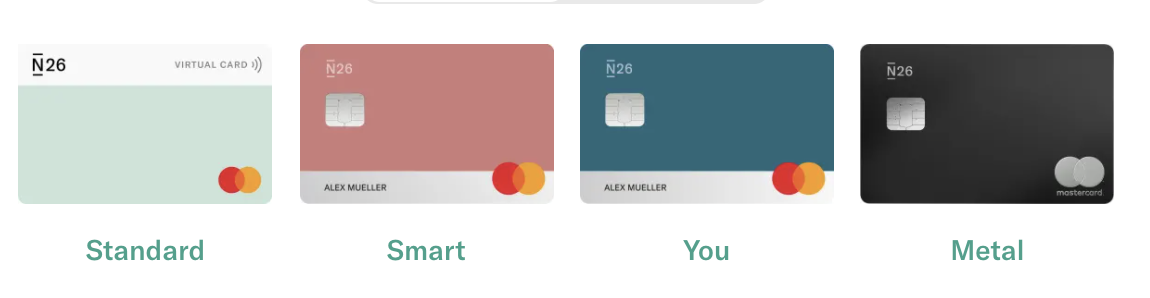 N26
VIRTUAL CARD
N26
ALEX MUELLER
N26
ALEX MUELLER
N26
mastercard
Standard
Smart
You
Metal